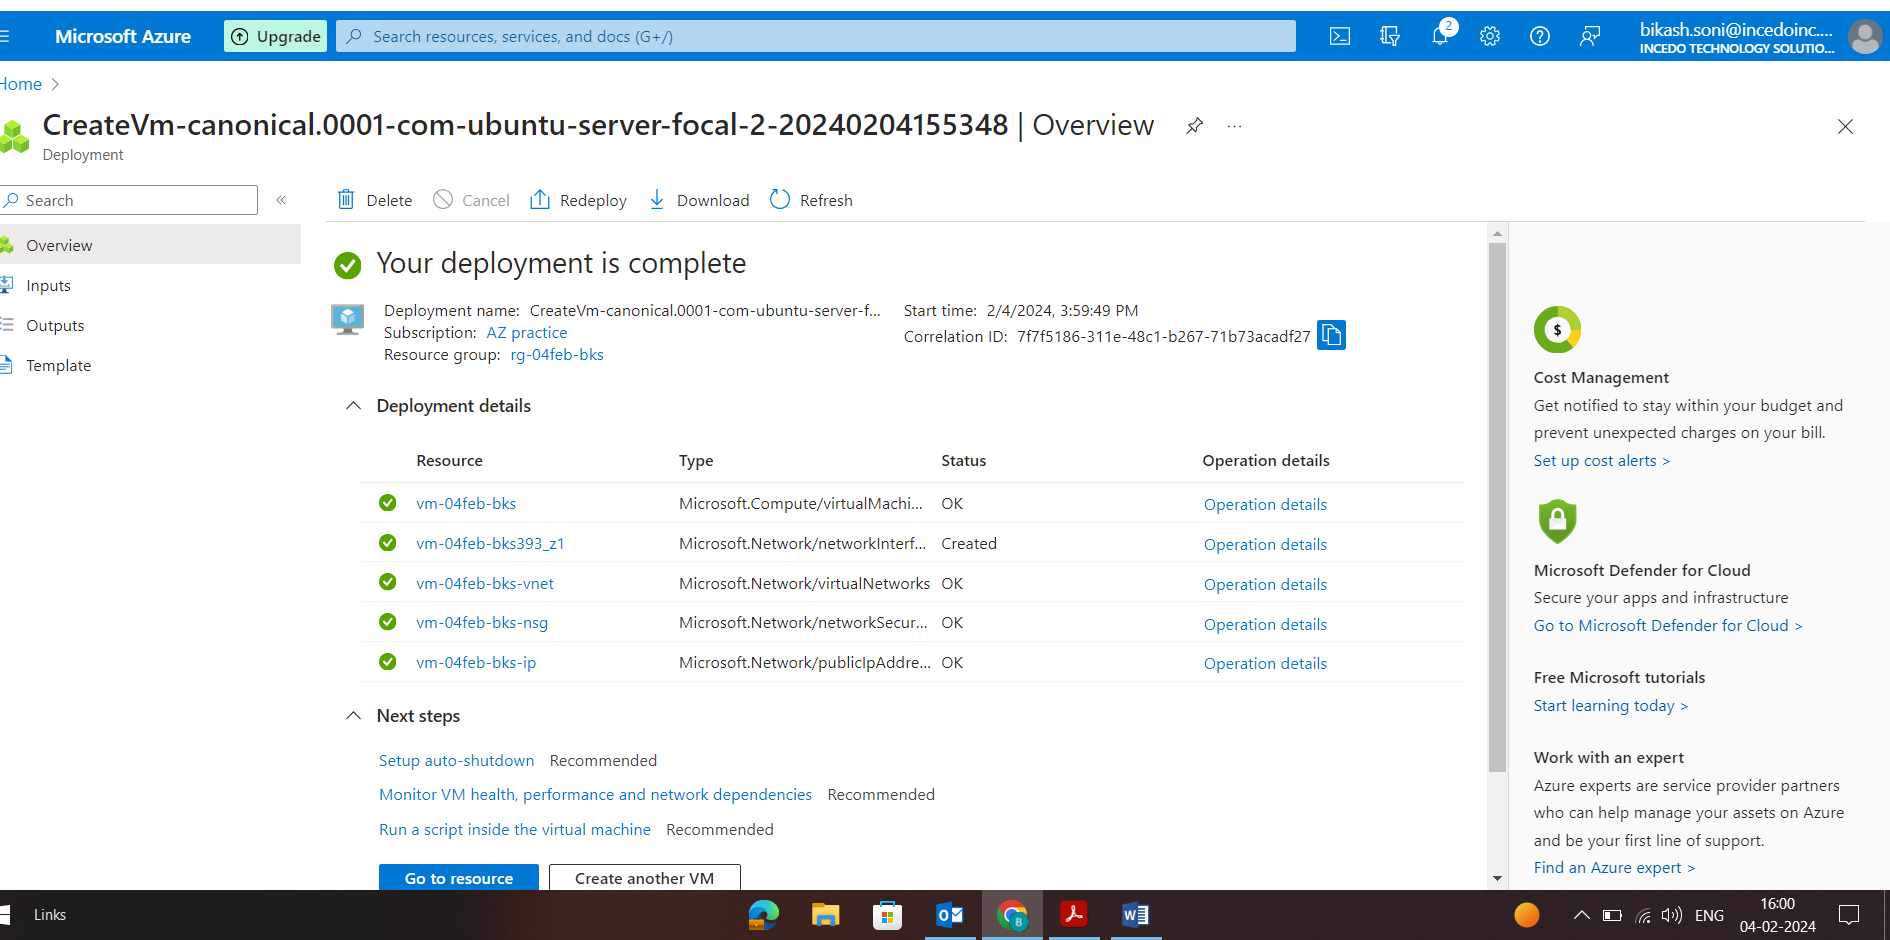 Microsoft Azure
Upgrade
Search resources, services, and docs (G+/)
2
bikash.soni@incedoinc....
INCEDO TECHNOLOGY SOLUTIO...
Home >
CreateVm-canonical.0001-com-ubuntu-server-focal-2-20240204155348 | Overview
...
Deployment
Search
«
Delete
Cancel
Redeploy
Download
Refresh
Overview
Inputs
Outputs
Template
Your deployment is complete
Deployment name: CreateVm-canonical.0001-com-ubuntu-server-f...
Subscription: AZ practice
Resource group: rg-04feb-bks
Start time: 2/4/2024, 3:59:49 PM
Correlation ID: 7f7f5186-311e-48c1-b267-71b73acadf27
Deployment details
Resource Type Status Operation details
vm-04feb-bks Microsoft.Compute/virtualMachi... OK Operation details
vm-04feb-bks393_z1 Microsoft.Network/networkInterf... Created Operation details
vm-04feb-bks-vnet Microsoft.Network/virtualNetworks OK Operation details
vm-04feb-bks-nsg Microsoft.Network/networkSecur... OK Operation details
vm-04feb-bks-ip Microsoft.Network/publicIpAddre... OK Operation details
Next steps
Setup auto-shutdown Recommended
Monitor VM health, performance and network dependencies Recommended
Run a script inside the virtual machine Recommended
Go to resource
Create another VM
$
Cost Management
Get notified to stay within your budget and
prevent unexpected charges on your bill.
Set up cost alerts >
Microsoft Defender for Cloud
Secure your apps and infrastructure
Go to Microsoft Defender for Cloud >
Free Microsoft tutorials
Start learning today >
Work with an expert
Azure experts are service provider partners
who can help manage your assets on Azure
and be your first line of support.
Find an Azure expert >
Links
B
ENG
16:00
04-02-2024